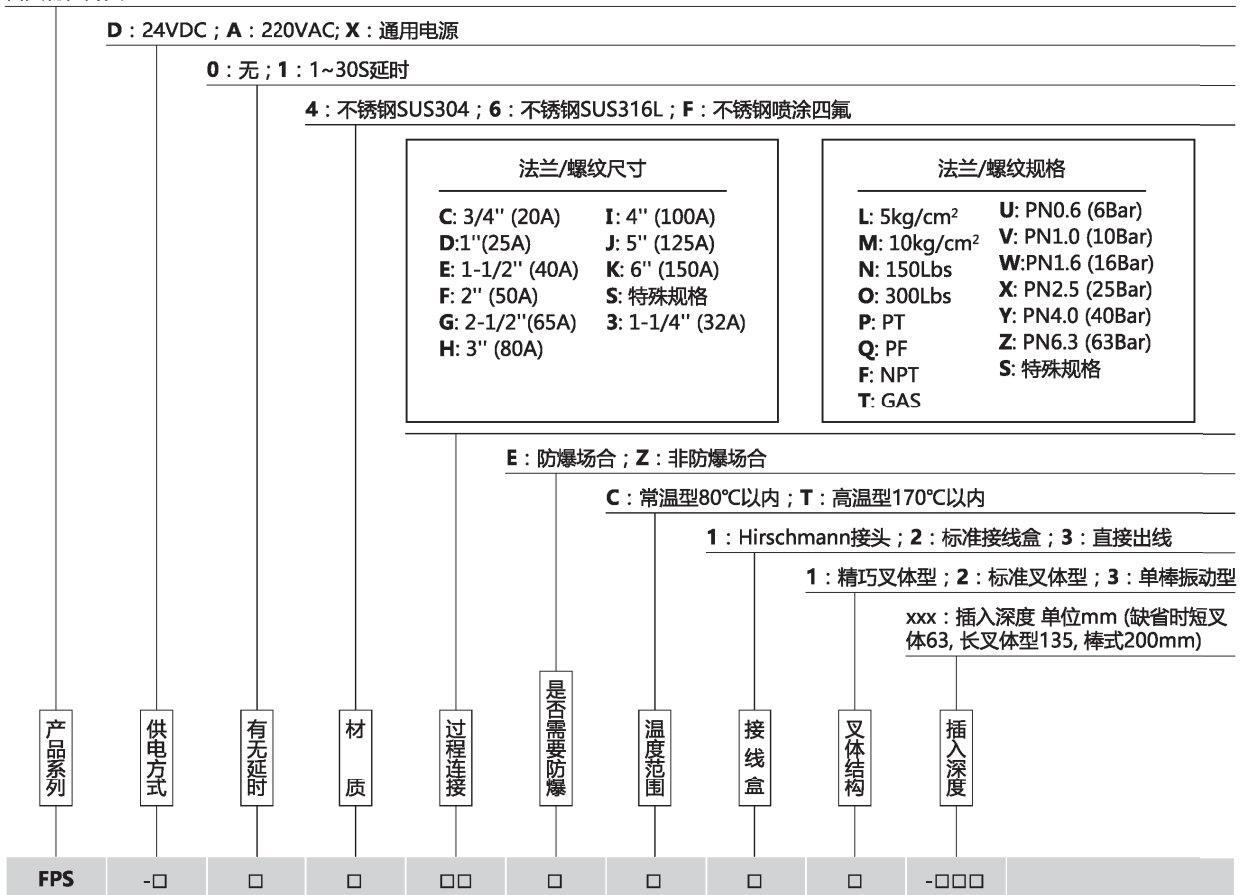 D：24VDC；A：220VAC; X：通用电源
0：无；1：1~30S延时
4：不锈钢SUS304；6：不锈钢SUS316L；F：不锈钢喷涂四氟
法兰/螺纹尺寸
C: 3/4'' (20A)
D:1''(25A)
E: 1-1/2'' (40A)
F: 2'' (50A)
G: 2-1/2''(65A)
H: 3'' (80A)
I: 4'' (100A)
J: 5'' (125A)
K: 6'' (150A)
S: 特殊规格
3: 1-1/4'' (32A)
法兰/螺纹规格
L: 5kg/cm²
M: 10kg/cm²
N: 150Lbs
O: 300Lbs
P: PT
Q: PF
F: NPT
T: GAS
U: PN0.6 (6Bar)
V: PN1.0 (10Bar)
W:PN1.6 (16Bar)
X: PN2.5 (25Bar)
Y: PN4.0 (40Bar)
Z: PN6.3 (63Bar)
S: 特殊规格
E：防爆场合；Z：非防爆场合
C：常温型80℃以内；T：高温型170℃以内
1：Hirschmann接头；2：标准接线盒；3：直接出线
1：精巧叉体型；2：标准叉体型；3：单棒振动型
xxx：插入深度 单位mm (缺省时短叉
体63, 长叉体型135, 棒式200mm)
产品系列
供电方式
有无延时
材质
过程连接
是否需要防爆
温度范围
接线盒
叉体结构
插入深度
FPS -□ □ □ □□ □ □ □ □ -□□□